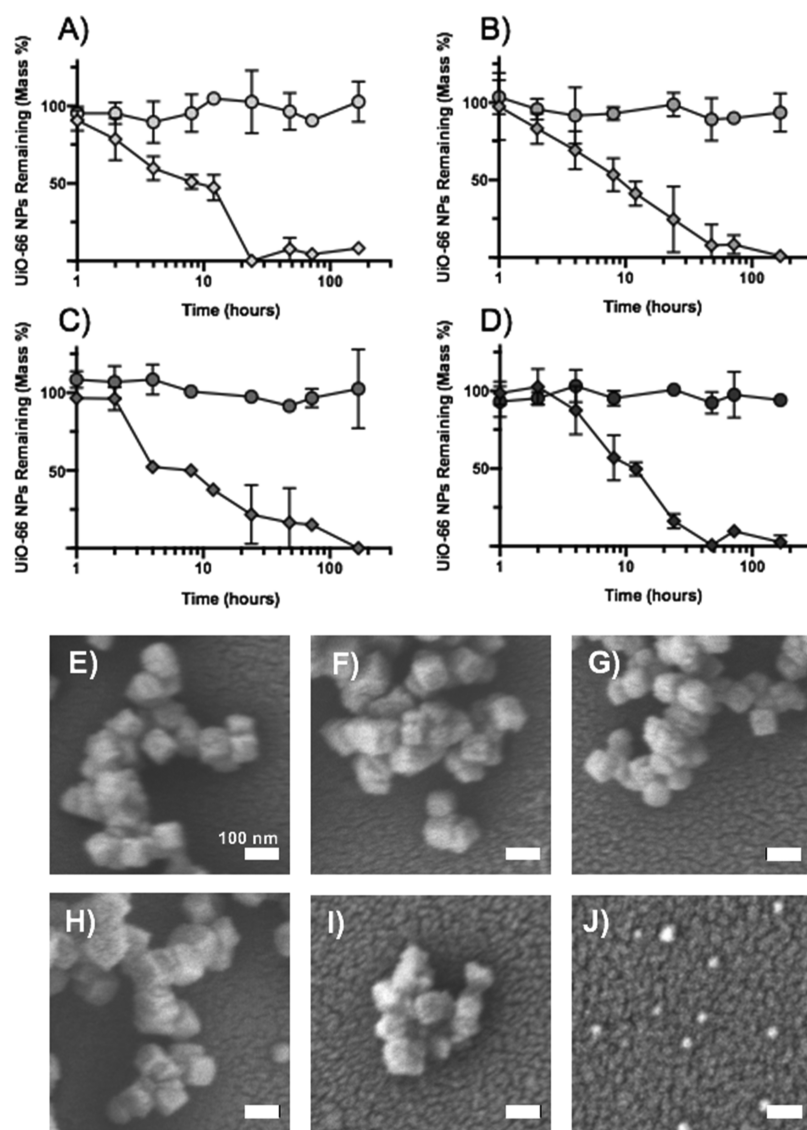 A)
B)
UiO-66 NPs Remaining (Mass %)
100
50
1
10
100
Time (hours)
UiO-66 NPs Remaining (Mass %)
100
50
1
10
100
Time (hours)
C)
D)
UiO-66 NPs Remaining (Mass %)
100
50
1
10
100
Time (hours)
UiO-66 NPs Remaining (Mass %)
100
50
1
10
100
Time (hours)
E)
F)
G)
100 nm
H)
I)
J)